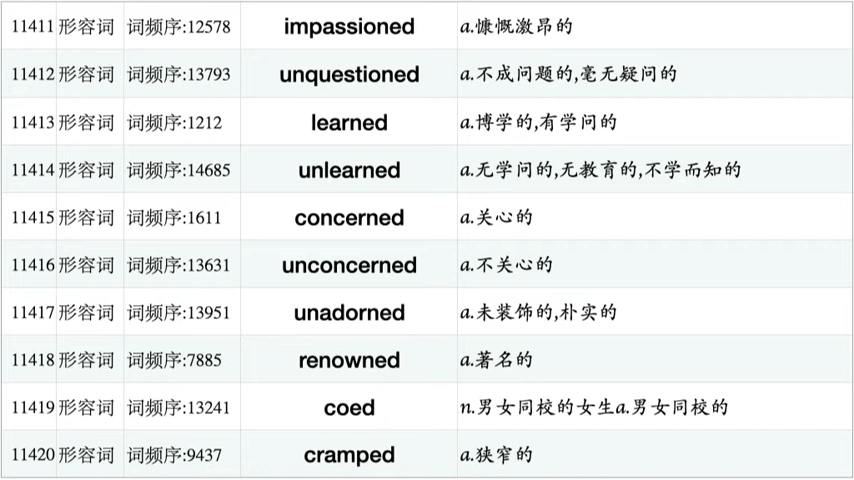 11411 形容词 词频序:12578 impassioned a.慷慨激昂的
11412 形容词 词频序:13793 unquestioned a.不成问题的,毫无疑问的
11413 形容词 词频序:1212 learned a.博学的,有学问的
11414 形容词 词频序:14685 unlearned a.无学问的,无教育的,不学而知的
11415 形容词 词频序:1611 concerned a.关心的
11416 形容词 词频序:13631 unconcerned a.不关心的
11417 形容词 词频序:13951 unadorned a.未装饰的,朴实的
11418 形容词 词频序:7885 renowned a.著名的
11419 形容词 词频序:13241 coed n.男女同校的女生a.男女同校的
11420 形容词 词频序:9437 cramped a.狭窄的